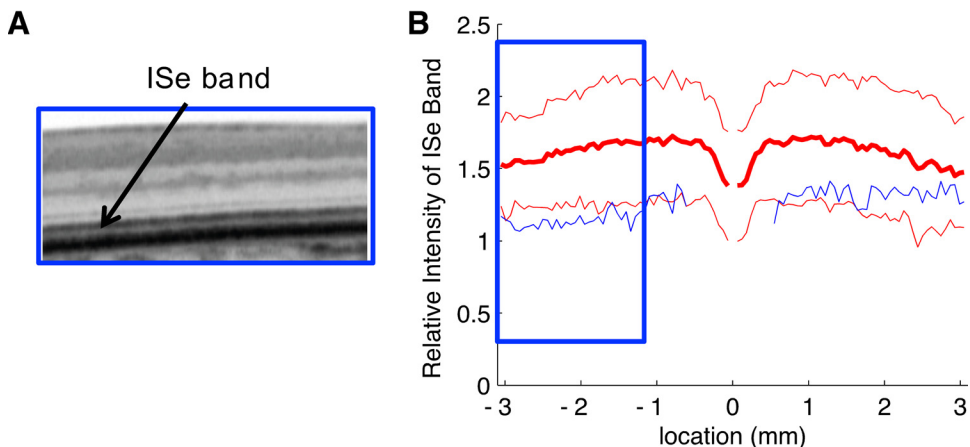 A
ISe band
B
Relative Intensity of ISe Band
2.5
2
1.5
1
0.5
0
- 3 - 2 - 1 0 1 2 3
location (mm)